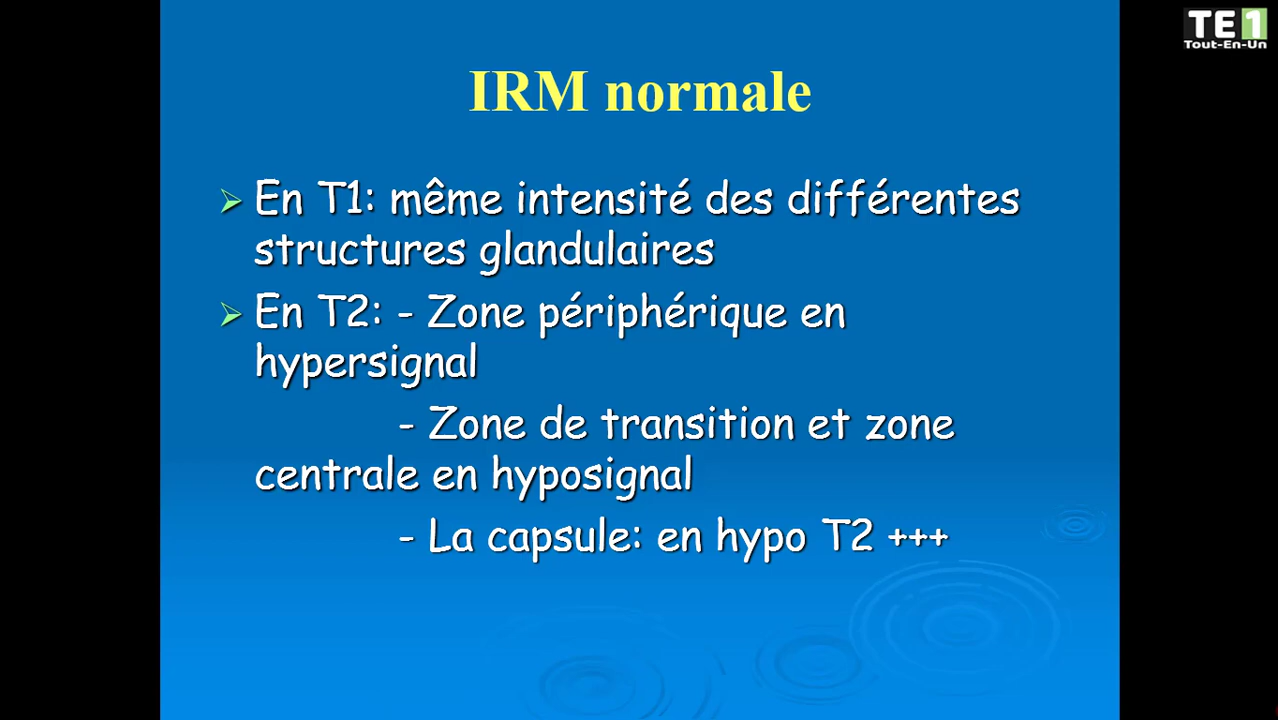 TE1
Tout-En-Un
IRM normale
En T1: même intensité des différentes
structures glandulaires
En T2: - Zone périphérique en
hypersignal
- Zone de transition et zone
centrale en hyposignal
- La capsule: en hypo T2 +++